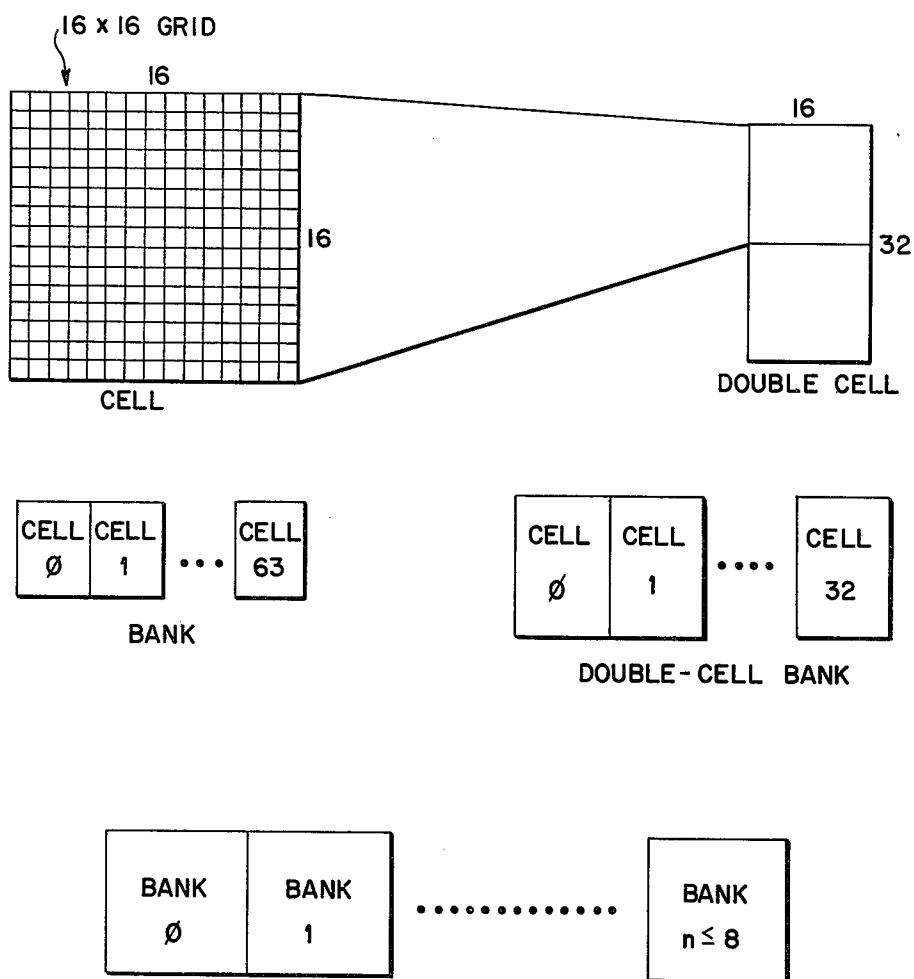 16 x 16 GRID
16
16
16
32
CELL
DOUBLE CELL
CELL CELL CELL
Ø 1 ••• 63
BANK
CELL CELL CELL
Ø 1 •••• 32
DOUBLE-CELL BANK
BANK BANK BANK
Ø 1 ••••••••••••• n ≤ 8